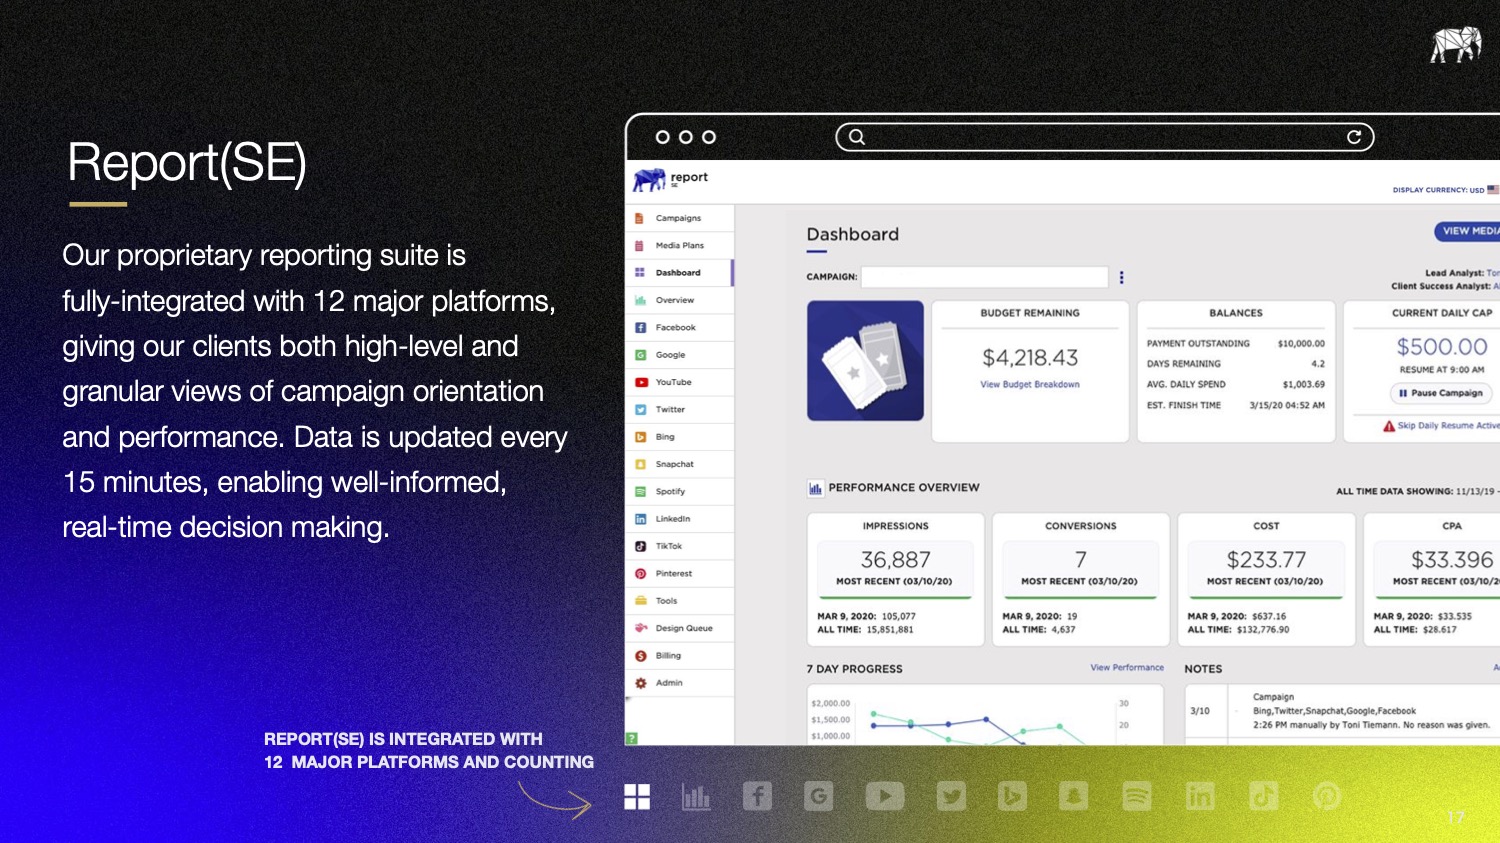 Report(SE)
Our proprietary reporting suite is
fully-integrated with 12 major platforms,
giving our clients both high-level and
granular views of campaign orientation
and performance. Data is updated every
15 minutes, enabling well-informed,
real-time decision making.
REPORT(SE) IS INTEGRATED WITH
12 MAJOR PLATFORMS AND COUNTING
report
SE
DISPLAY CURRENCY: USD
Campaigns
Media Plans
Dashboard
Overview
Facebook
Google
YouTube
Twitter
Bing
Snapchat
Spotify
LinkedIn
TikTok
Pinterest
Tools
Design Queue
Billing
Admin
?
Dashboard
VIEW MEDIA
CAMPAIGN:
Lead Analyst: Ton
Client Success Analyst: A
BUDGET REMAINING
$4,218.43
View Budget Breakdown
BALANCES
PAYMENT OUTSTANDING $10,000.00
DAYS REMAINING 4.2
AVG. DAILY SPEND $1,003.69
EST. FINISH TIME 3/15/20 04:52 AM
CURRENT DAILY CAP
$500.00
RESUME AT 9:00 AM
Pause Campaign
Skip Daily Resume Active
PERFORMANCE OVERVIEW
ALL TIME DATA SHOWING: 11/13/19 -
IMPRESSIONS
36,887
MOST RECENT (03/10/20)
MAR 9, 2020: 105,077
ALL TIME: 15,851,881
CONVERSIONS
7
MOST RECENT (03/10/20)
MAR 9, 2020: 19
ALL TIME: 4,637
COST
$233.77
MOST RECENT (03/10/20)
MAR 9, 2020: $637.16
ALL TIME: $132,776.90
CPA
$33.396
MOST RECENT (03/10/20
MAR 9, 2020: $33.535
ALL TIME: $28.617
7 DAY PROGRESS
View Performance
$2,000.00
$1,500.00
$1,000.00
30
20
NOTES
A
3/10
Campaign
Bing,Twitter,Snapchat,Google,Facebook
2:26 PM manually by Toni Tiemann. No reason was given.
17